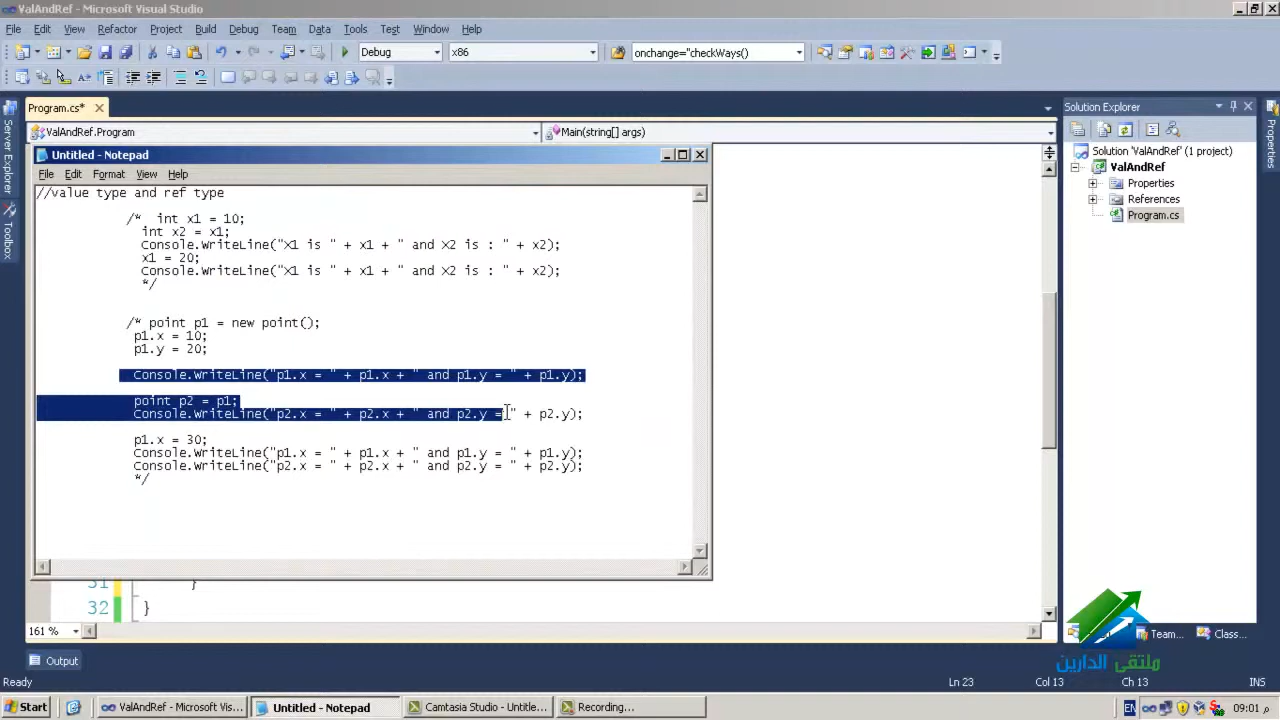 ValAndRef - Microsoft Visual Studio
File Edit View Refactor Project Build Debug Team Data Tools Test Window Help
Debug x86 onchange="checkWays()
Program.cs*
Solution Explorer
ValAndRef.Program Main(string[] args)
Server Explorer
Toolbox
Properties
Untitled - Notepad
File Edit Format View Help
//value type and ref type
/* int x1 = 10;
int x2 = x1;
Console.WriteLine("X1 is " + x1 + " and X2 is : " + x2);
x1 = 20;
Console.WriteLine("X1 is " + x1 + " and X2 is : " + x2);
*/
/* point p1 = new point();
p1.x = 10;
p1.y = 20;
Console.WriteLine("p1.x = " + p1.x + " and p1.y = " + p1.y);
point p2 = p1;
Console.WriteLine("p2.x = " + p2.x + " and p2.y = " + p2.y);
p1.x = 30;
Console.WriteLine("p1.x = " + p1.x + " and p1.y = " + p1.y);
Console.WriteLine("p2.x = " + p2.x + " and p2.y = " + p2.y);
*/
31 }
32 }
Solution 'ValAndRef' (1 project)
ValAndRef
Properties
References
Program.cs
161 %
Team... Class...
ملتقى الدارين
Output
Ready Ln 23 Col 13 Ch 13 INS
Start ValAndRef - Microsoft Vis... Untitled - Notepad Camtasia Studio - Untitle... Recording... EN 09:01 م